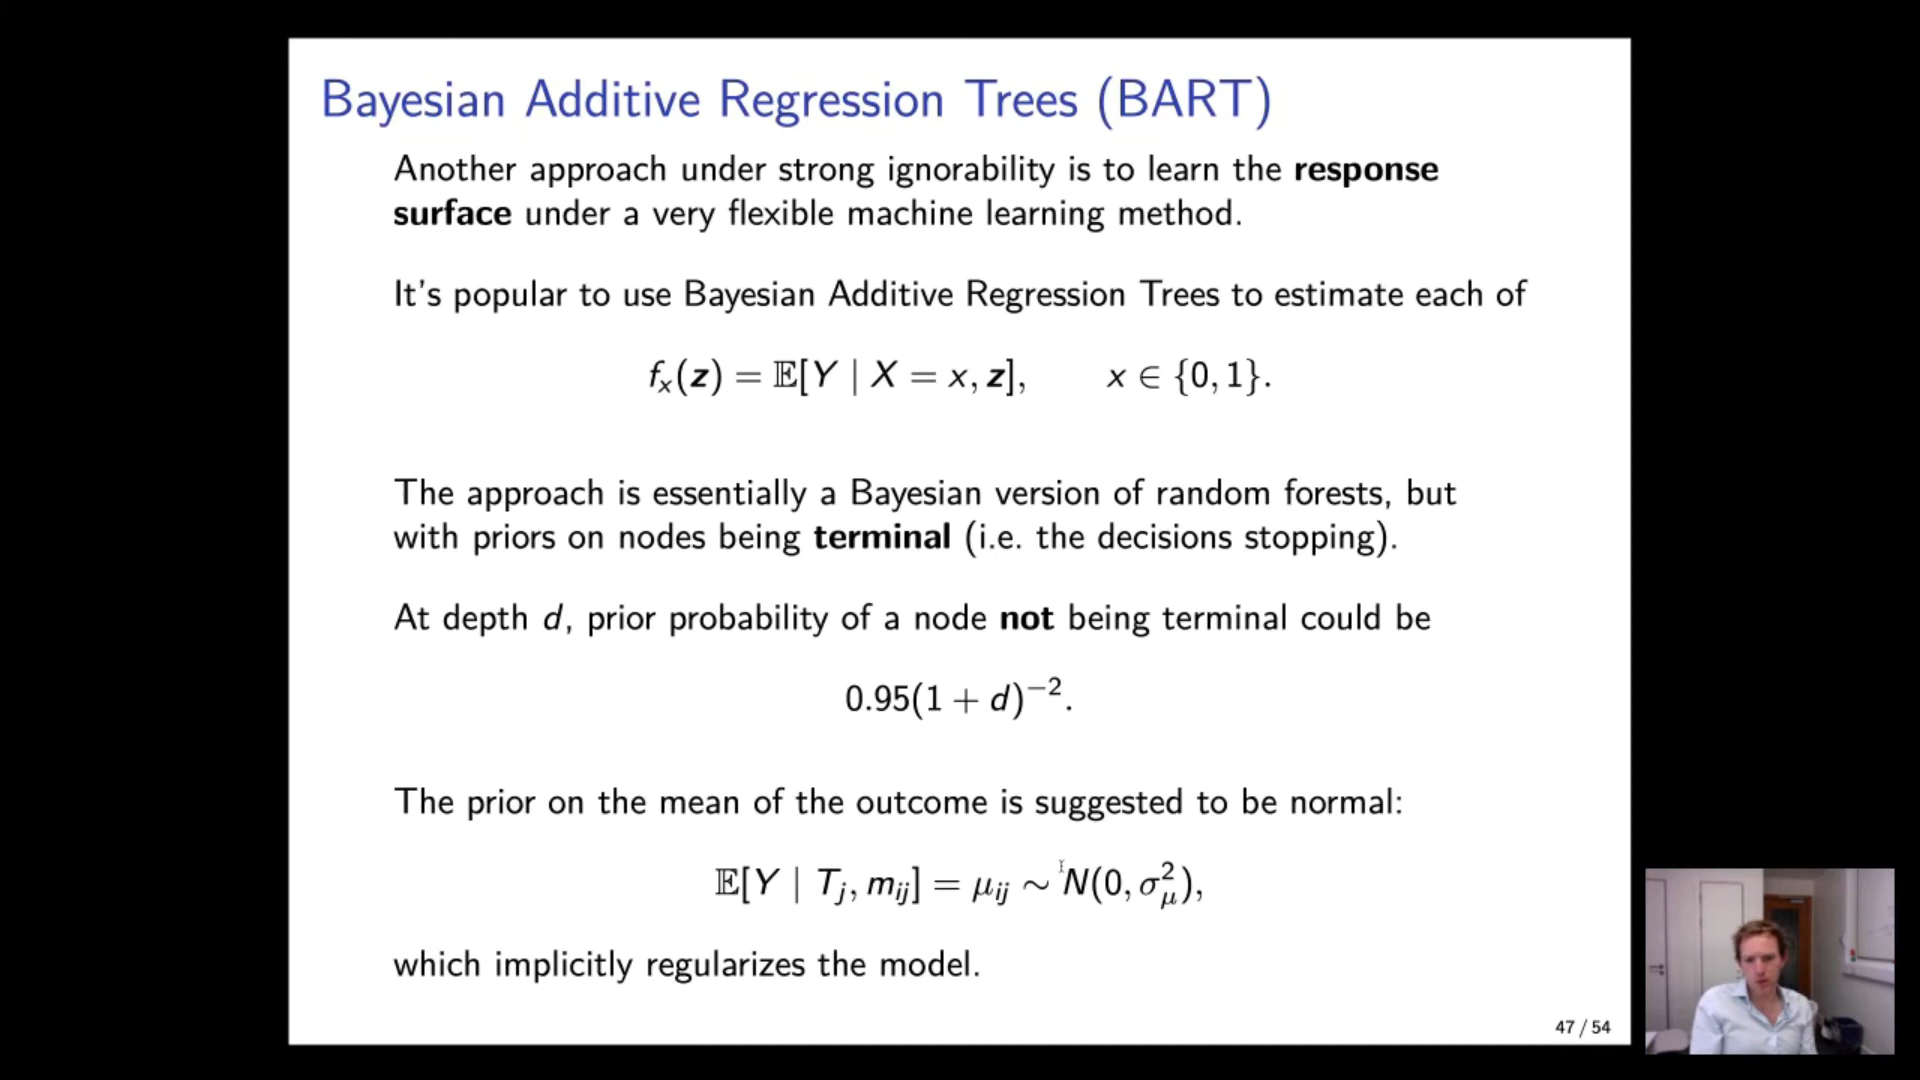 Bayesian Additive Regression Trees (BART)
Another approach under strong ignorability is to learn the response
surface under a very flexible machine learning method.
It's popular to use Bayesian Additive Regression Trees to estimate each of
f_x(z) = 𝔼[Y | X = x, z],   x ∈ {0, 1}.
The approach is essentially a Bayesian version of random forests, but
with priors on nodes being terminal (i.e. the decisions stopping).
At depth d, prior probability of a node not being terminal could be
0.95(1 + d)^{−2}.
The prior on the mean of the outcome is suggested to be normal:
𝔼[Y | T_j, m_{ij}] = μ_{ij} ∼ N(0, σ_μ^2),
which implicitly regularizes the model.
47 / 54